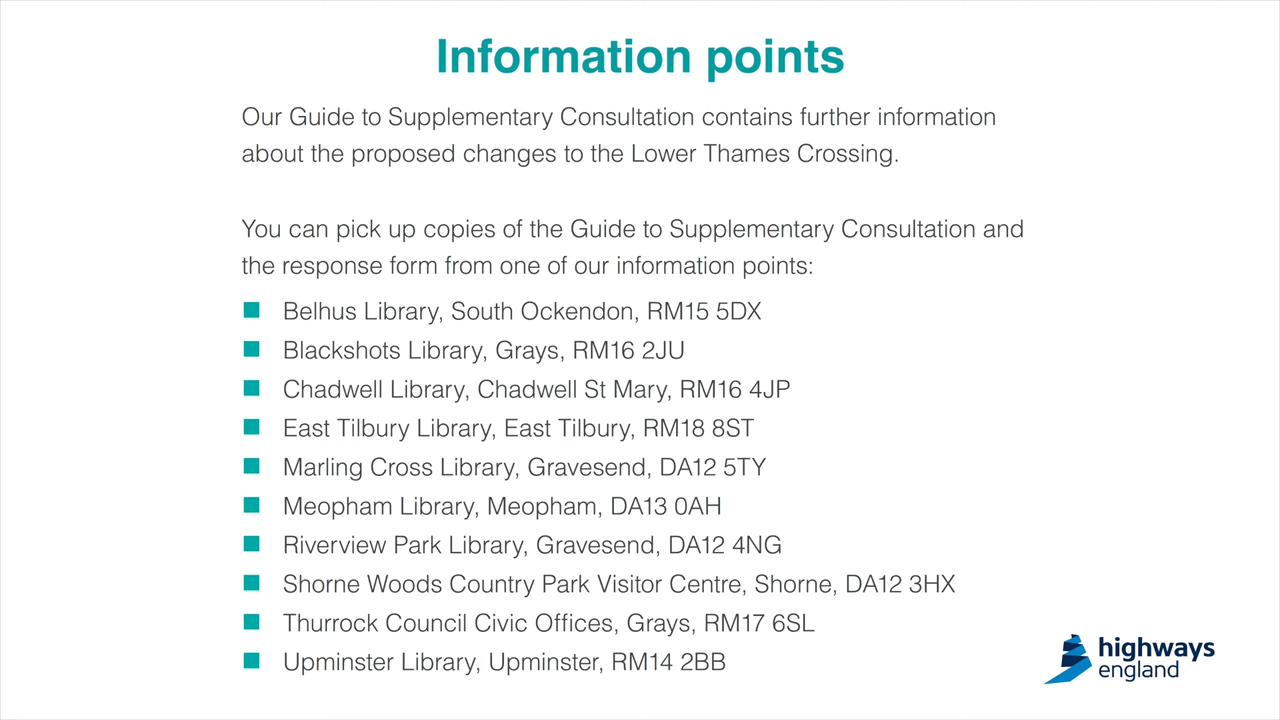 Information points
Our Guide to Supplementary Consultation contains further information
about the proposed changes to the Lower Thames Crossing.
You can pick up copies of the Guide to Supplementary Consultation and
the response form from one of our information points:
Belhus Library, South Ockendon, RM15 5DX
Blackshots Library, Grays, RM16 2JU
Chadwell Library, Chadwell St Mary, RM16 4JP
East Tilbury Library, East Tilbury, RM18 8ST
Marling Cross Library, Gravesend, DA12 5TY
Meopham Library, Meopham, DA13 0AH
Riverview Park Library, Gravesend, DA12 4NG
Shorne Woods Country Park Visitor Centre, Shorne, DA12 3HX
Thurrock Council Civic Offices, Grays, RM17 6SL
Upminster Library, Upminster, RM14 2BB
highways
england